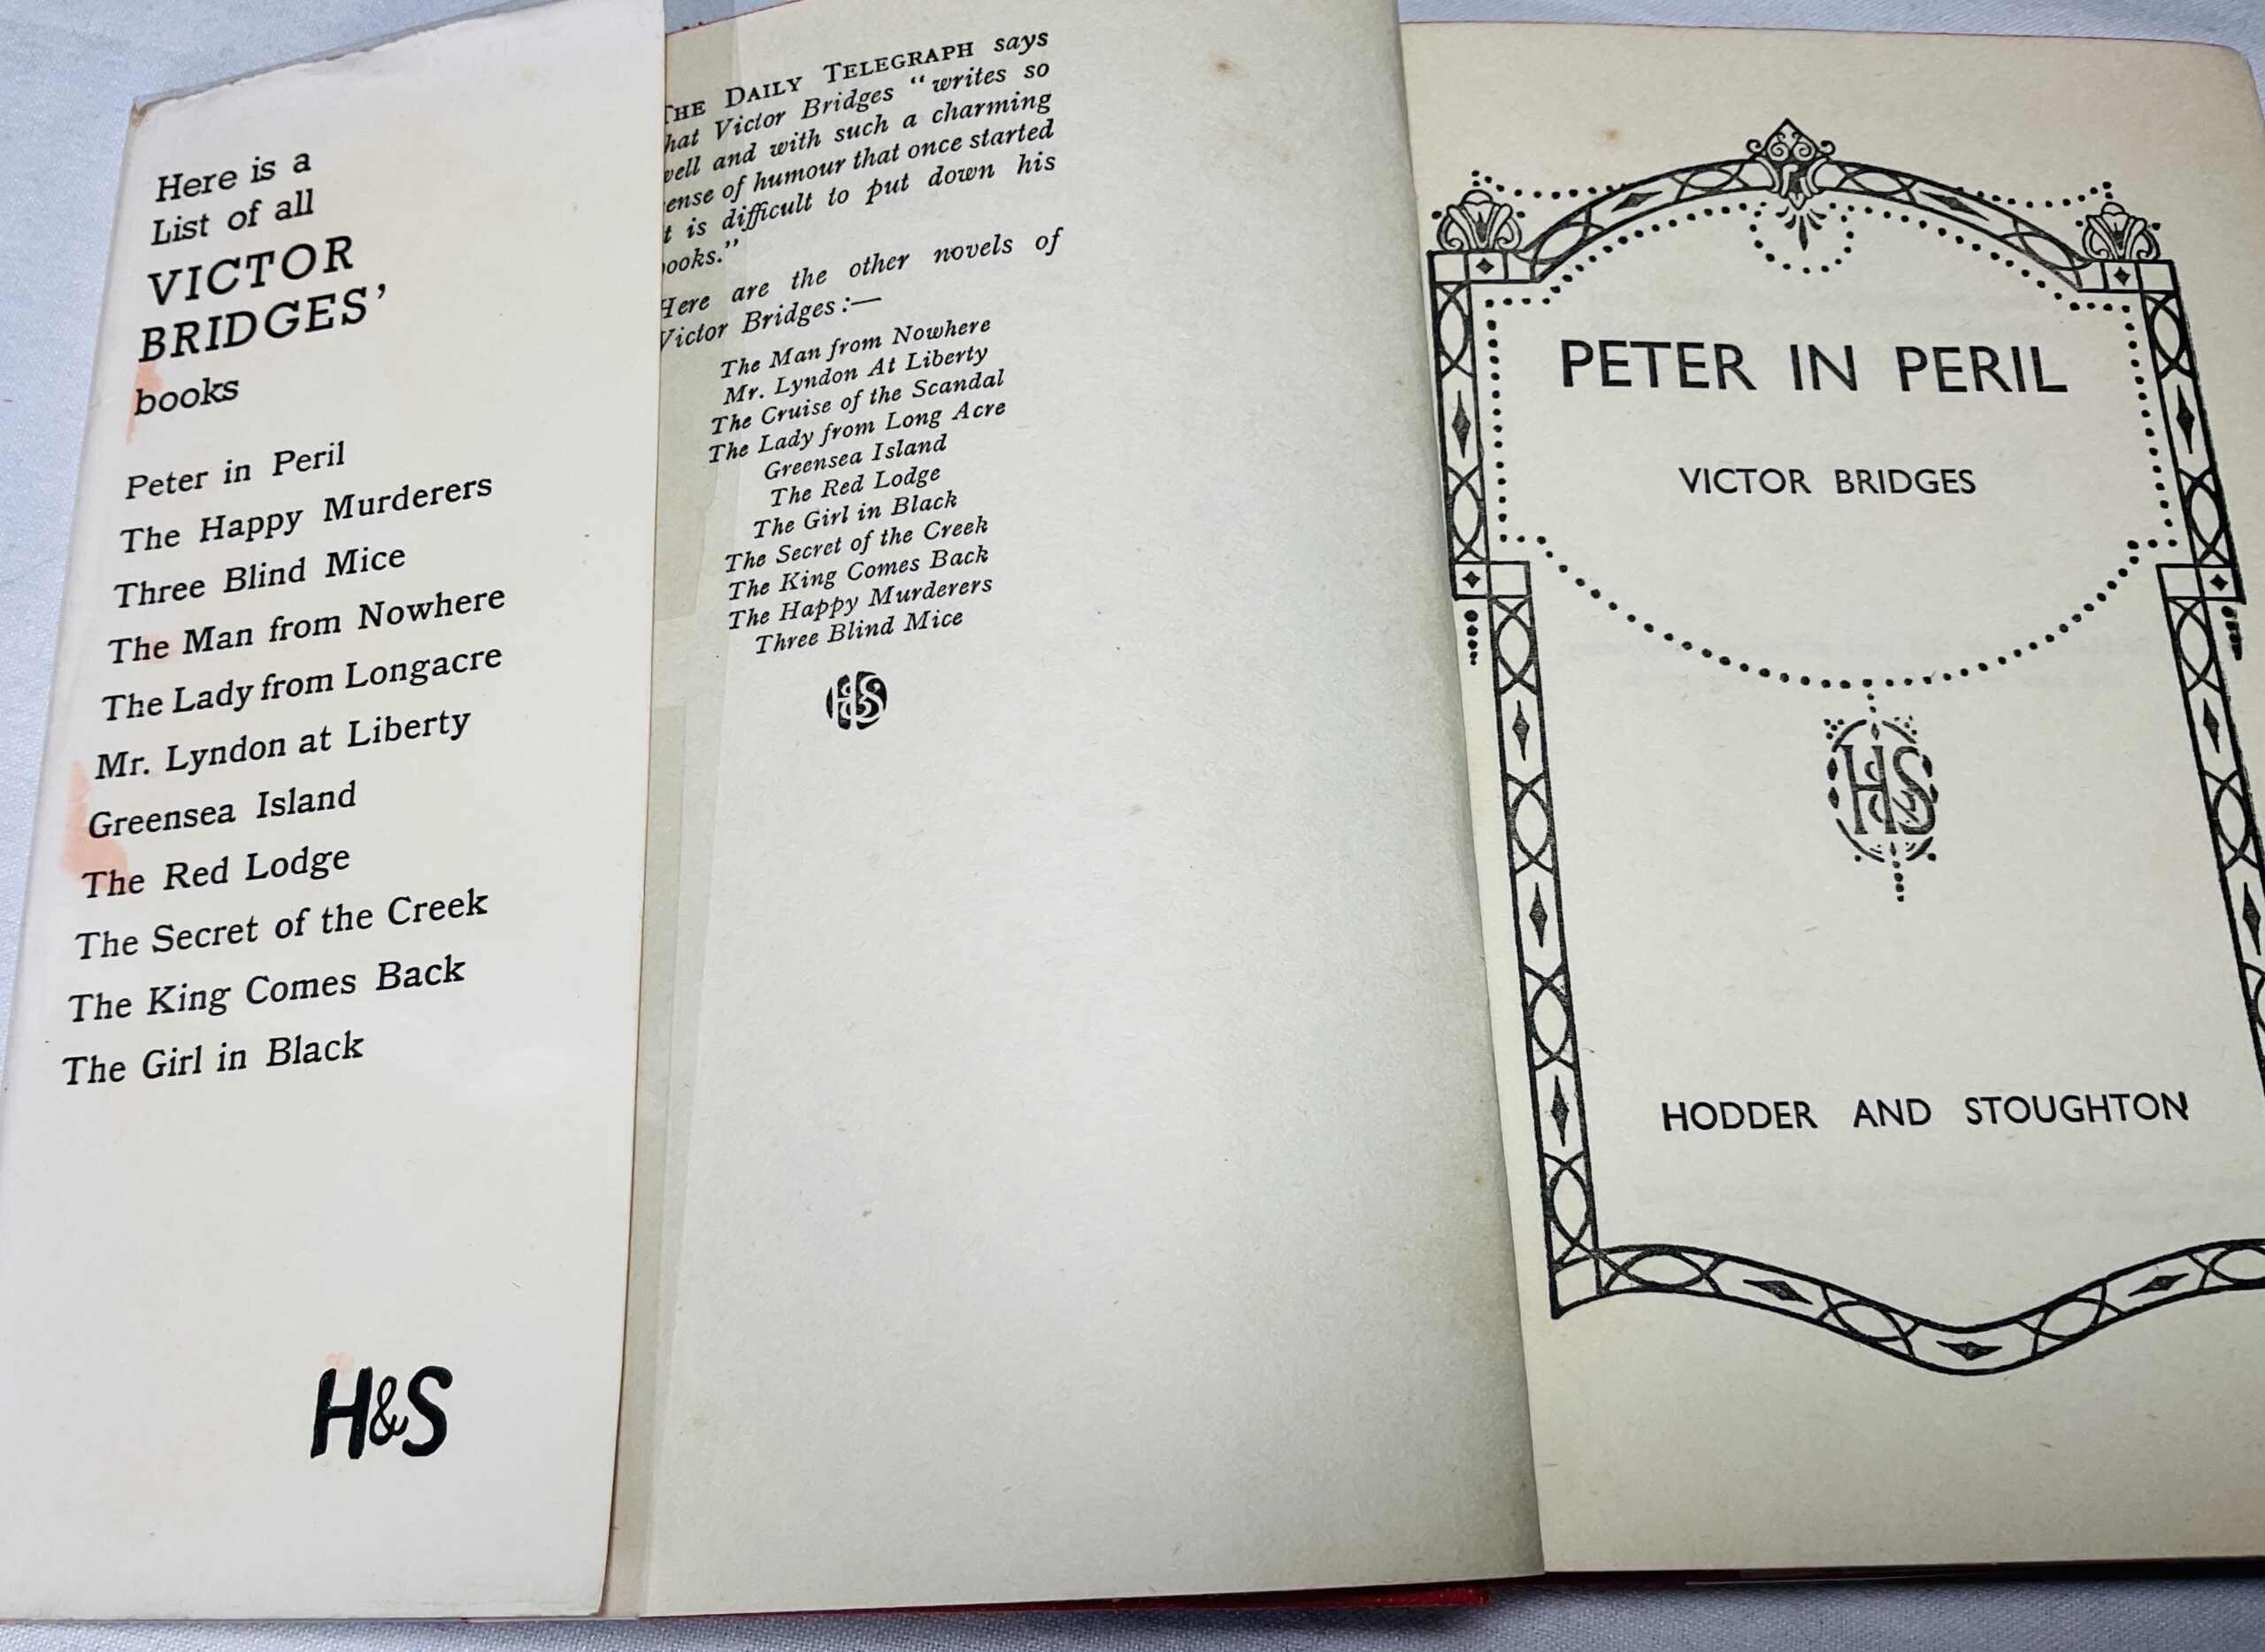 Here is a
List of all
VICTOR
BRIDGES'
books
Peter in Peril
The Happy Murderers
Three Blind Mice
The Man from Nowhere
The Lady from Longacre
Mr. Lyndon at Liberty
Greensea Island
The Red Lodge
The Secret of the Creek
The King Comes Back
The Girl in Black
H&S
THE DAILY TELEGRAPH says
hat Victor Bridges "writes so
well and with such a charming
ense of humour that once started
t is difficult to put down his
ooks."
Here are the other novels of
Victor Bridges:—
The Man from Nowhere
Mr. Lyndon At Liberty
The Cruise of the Scandal
The Lady from Long Acre
Greensea Island
The Red Lodge
The Girl in Black
The Secret of the Creek
The King Comes Back
The Happy Murderers
Three Blind Mice
H&S
PETER IN PERIL
VICTOR BRIDGES
H&S
HODDER AND STOUGHTON